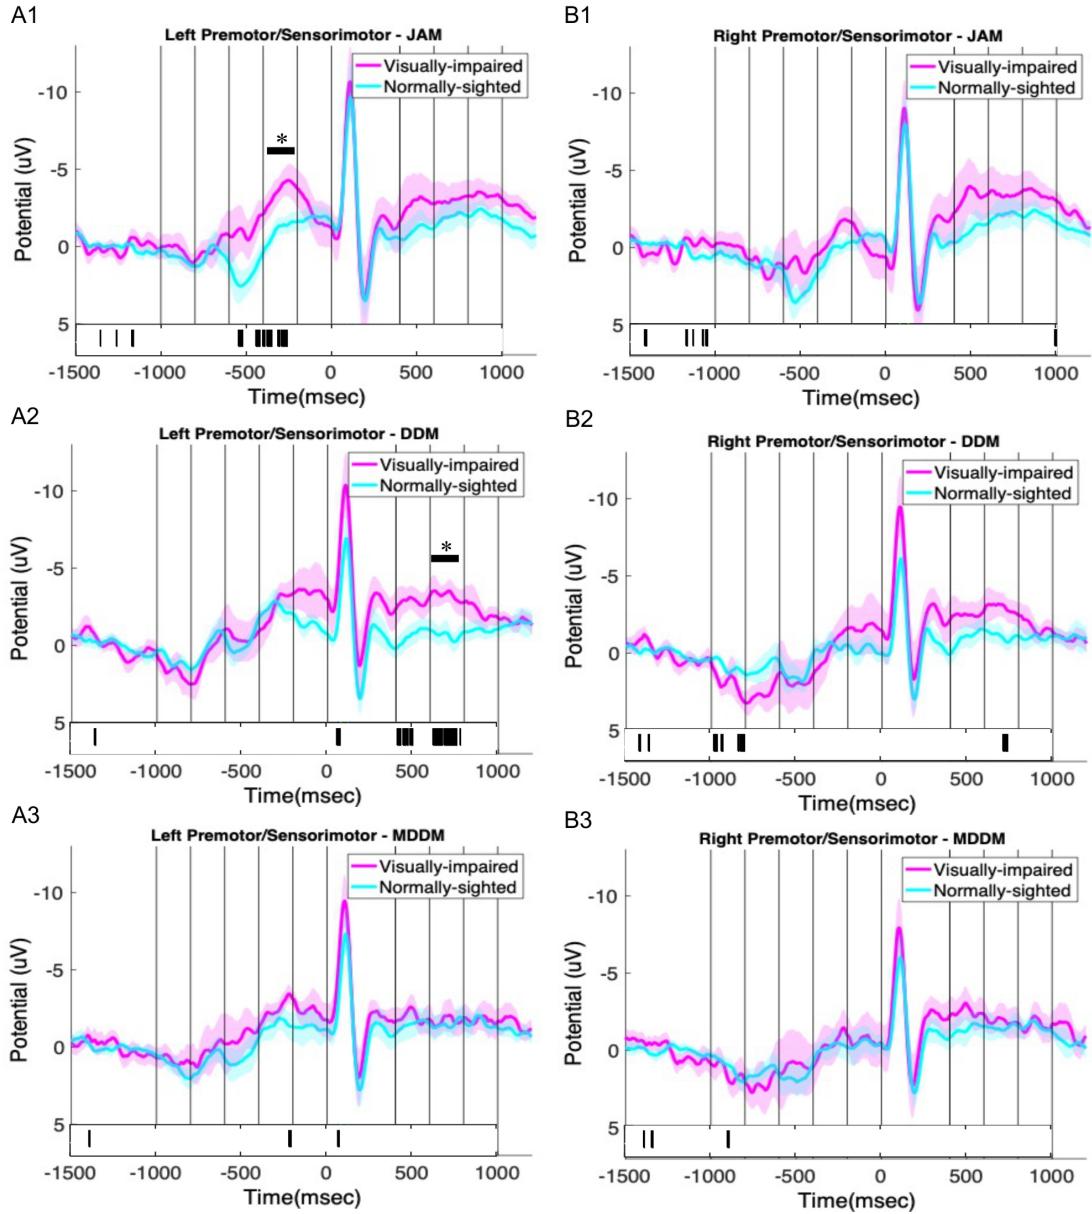 A1
Left Premotor/Sensorimotor - JAM
Visually-impaired
Normally-sighted
*
-10
-5
0
5
Potential (uV)
-1500 -1000 -500 0 500 1000
Time(msec)
B1
Right Premotor/Sensorimotor - JAM
Visually-impaired
Normally-sighted
-10
-5
0
5
Potential (uV)
-1500 -1000 -500 0 500 1000
Time(msec)
A2
Left Premotor/Sensorimotor - DDM
Visually-impaired
Normally-sighted
*
-10
-5
0
5
Potential (uV)
-1500 -1000 -500 0 500 1000
Time(msec)
B2
Right Premotor/Sensorimotor - DDM
Visually-impaired
Normally-sighted
-10
-5
0
5
Potential (uV)
-1500 -1000 -500 0 500 1000
Time(msec)
A3
Left Premotor/Sensorimotor - MDDM
Visually-impaired
Normally-sighted
-10
-5
0
5
Potential (uV)
-1500 -1000 -500 0 500 1000
Time(msec)
B3
Right Premotor/Sensorimotor - MDDM
Visually-impaired
Normally-sighted
-10
-5
0
5
Potential (uV)
-1500 -1000 -500 0 500 1000
Time(msec)